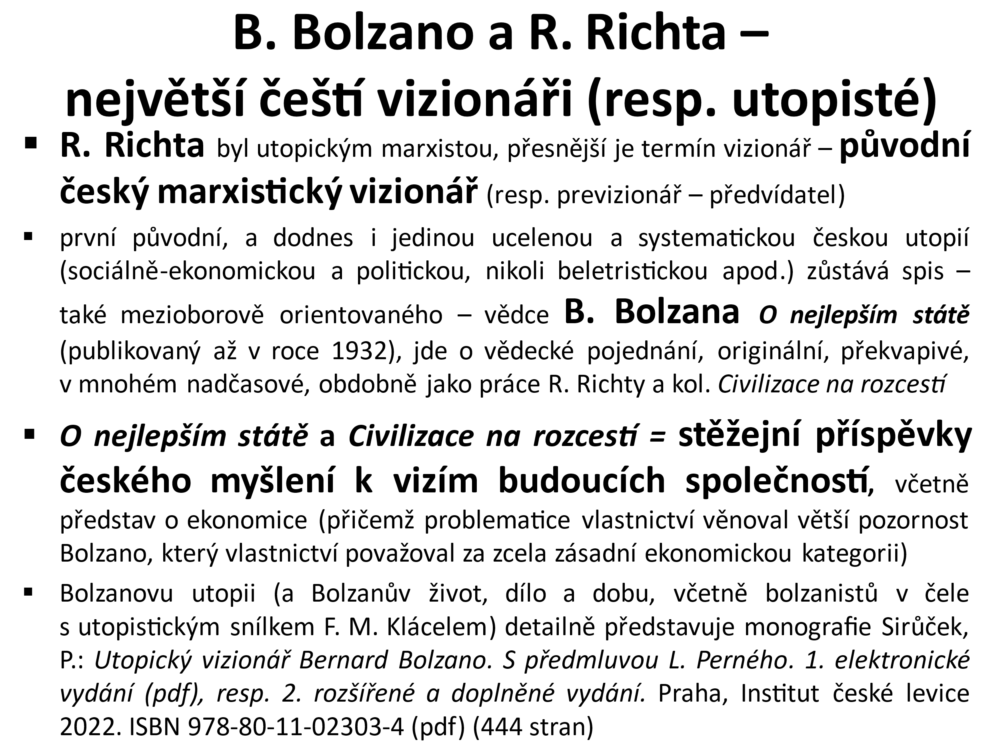 B. Bolzano a R. Richta –
největší čeští vizionáři (resp. utopisté)
▪ R. Richta byl utopickým marxistou, přesnější je termín vizionář – původní
český marxistický vizionář (resp. previzionář – předvídatel)
▪ první původní, a dodnes i jedinou ucelenou a systematickou českou utopií
(sociálně-ekonomickou a politickou, nikoli beletristickou apod.) zůstává spis –
také mezioborově orientovaného – vědce B. Bolzana O nejlepším státě
(publikovaný až v roce 1932), jde o vědecké pojednání, originální, překvapivé,
v mnohém nadčasové, obdobně jako práce R. Richty a kol. Civilizace na rozcestí
▪ O nejlepším státě a Civilizace na rozcestí = stěžejní příspěvky
českého myšlení k vizím budoucích společností, včetně
představ o ekonomice (přičemž problematice vlastnictví věnoval větší pozornost
Bolzano, který vlastnictví považoval za zcela zásadní ekonomickou kategorii)
▪ Bolzanovu utopii (a Bolzanův život, dílo a dobu, včetně bolzanistů v čele
s utopistickým snílkem F. M. Klácelem) detailně představuje monografie Sirůček,
P.: Utopický vizionář Bernard Bolzano. S předmluvou L. Perného. 1. elektronické
vydání (pdf), resp. 2. rozšířené a doplněné vydání. Praha, Institut české levice
2022. ISBN 978-80-11-02303-4 (pdf) (444 stran)